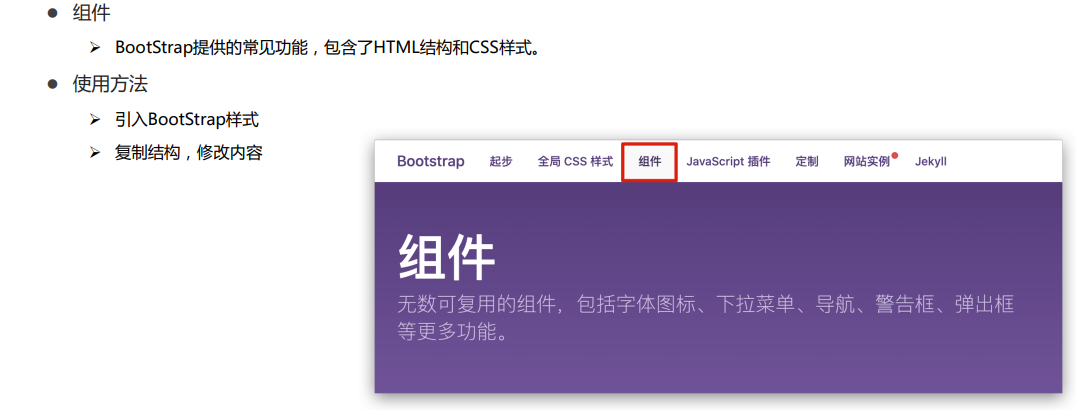 组件
BootStrap提供的常见功能，包含了HTML结构和CSS样式。
使用方法
引入BootStrap样式
复制结构，修改内容
Bootstrap 起步 全局 CSS 样式 组件 JavaScript 插件 定制 网站实例 Jekyll
组件
无数可复用的组件，包括字体图标、下拉菜单、导航、警告框、弹出框
等更多功能。